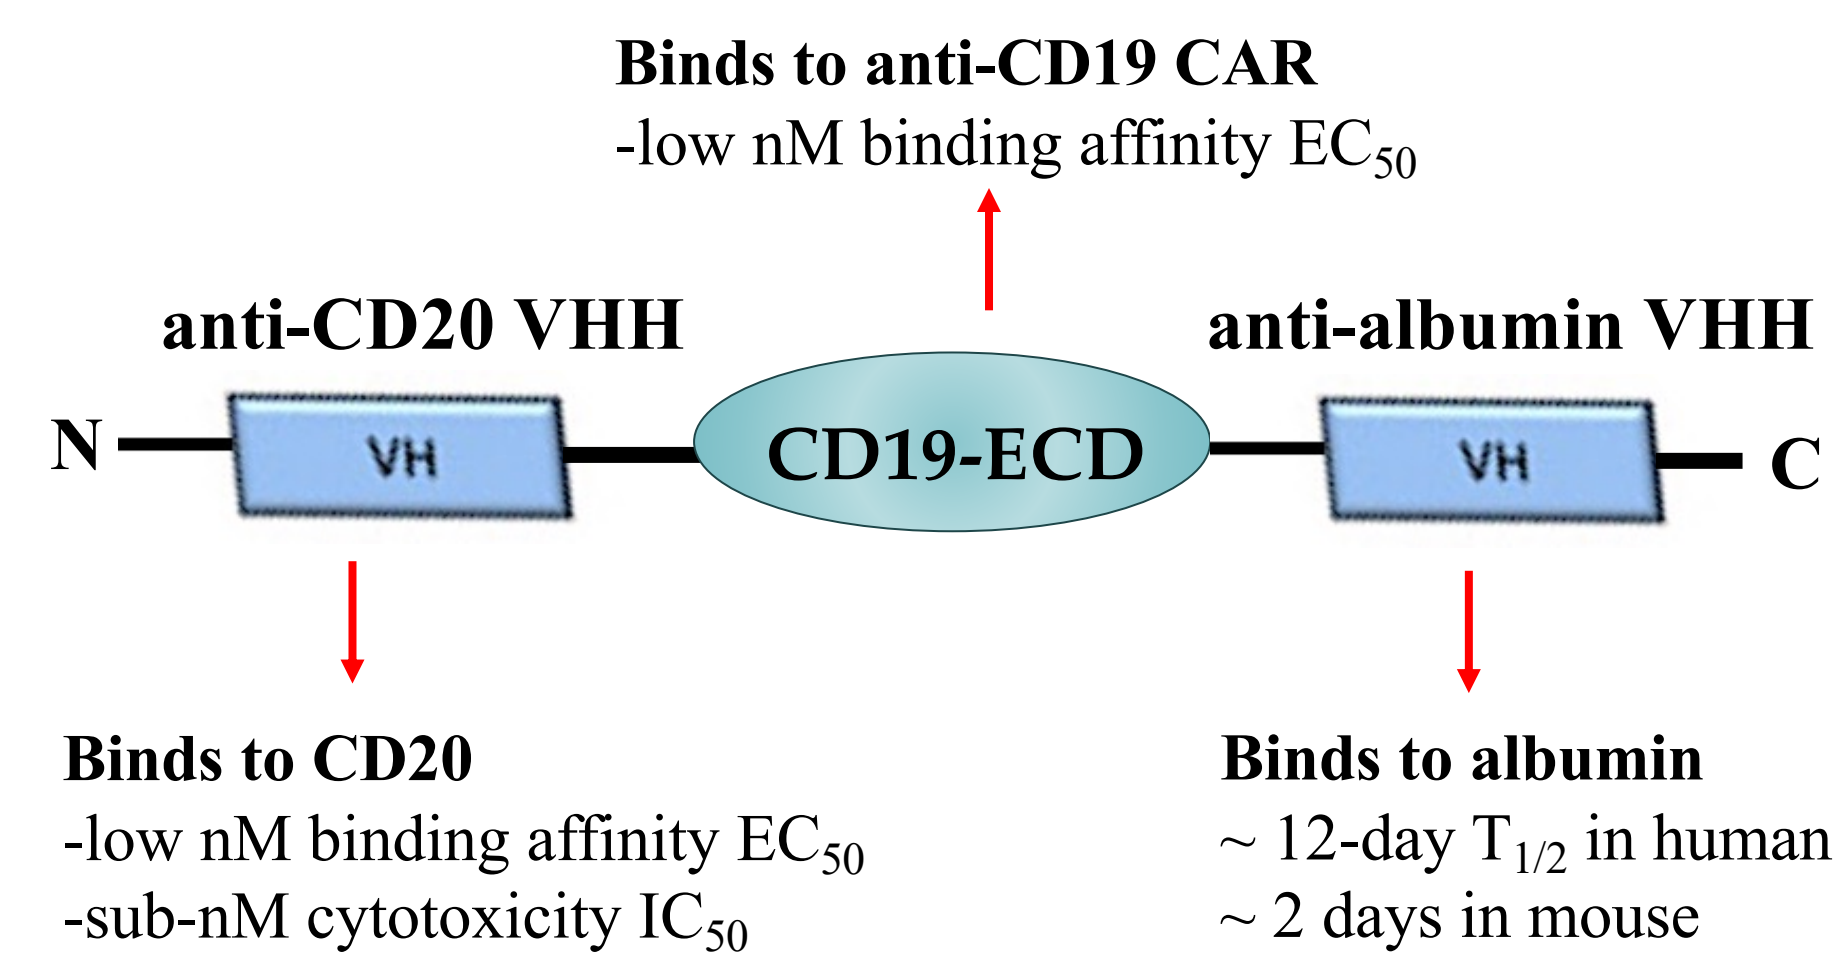 Binds to anti-CD19 CAR
-low nM binding affinity EC50
anti-CD20 VHH
anti-albumin VHH
N
VH
CD19-ECD
VH
C
Binds to CD20
-low nM binding affinity EC50
-sub-nM cytotoxicity IC50
Binds to albumin
~ 12-day T1/2 in human
~ 2 days in mouse